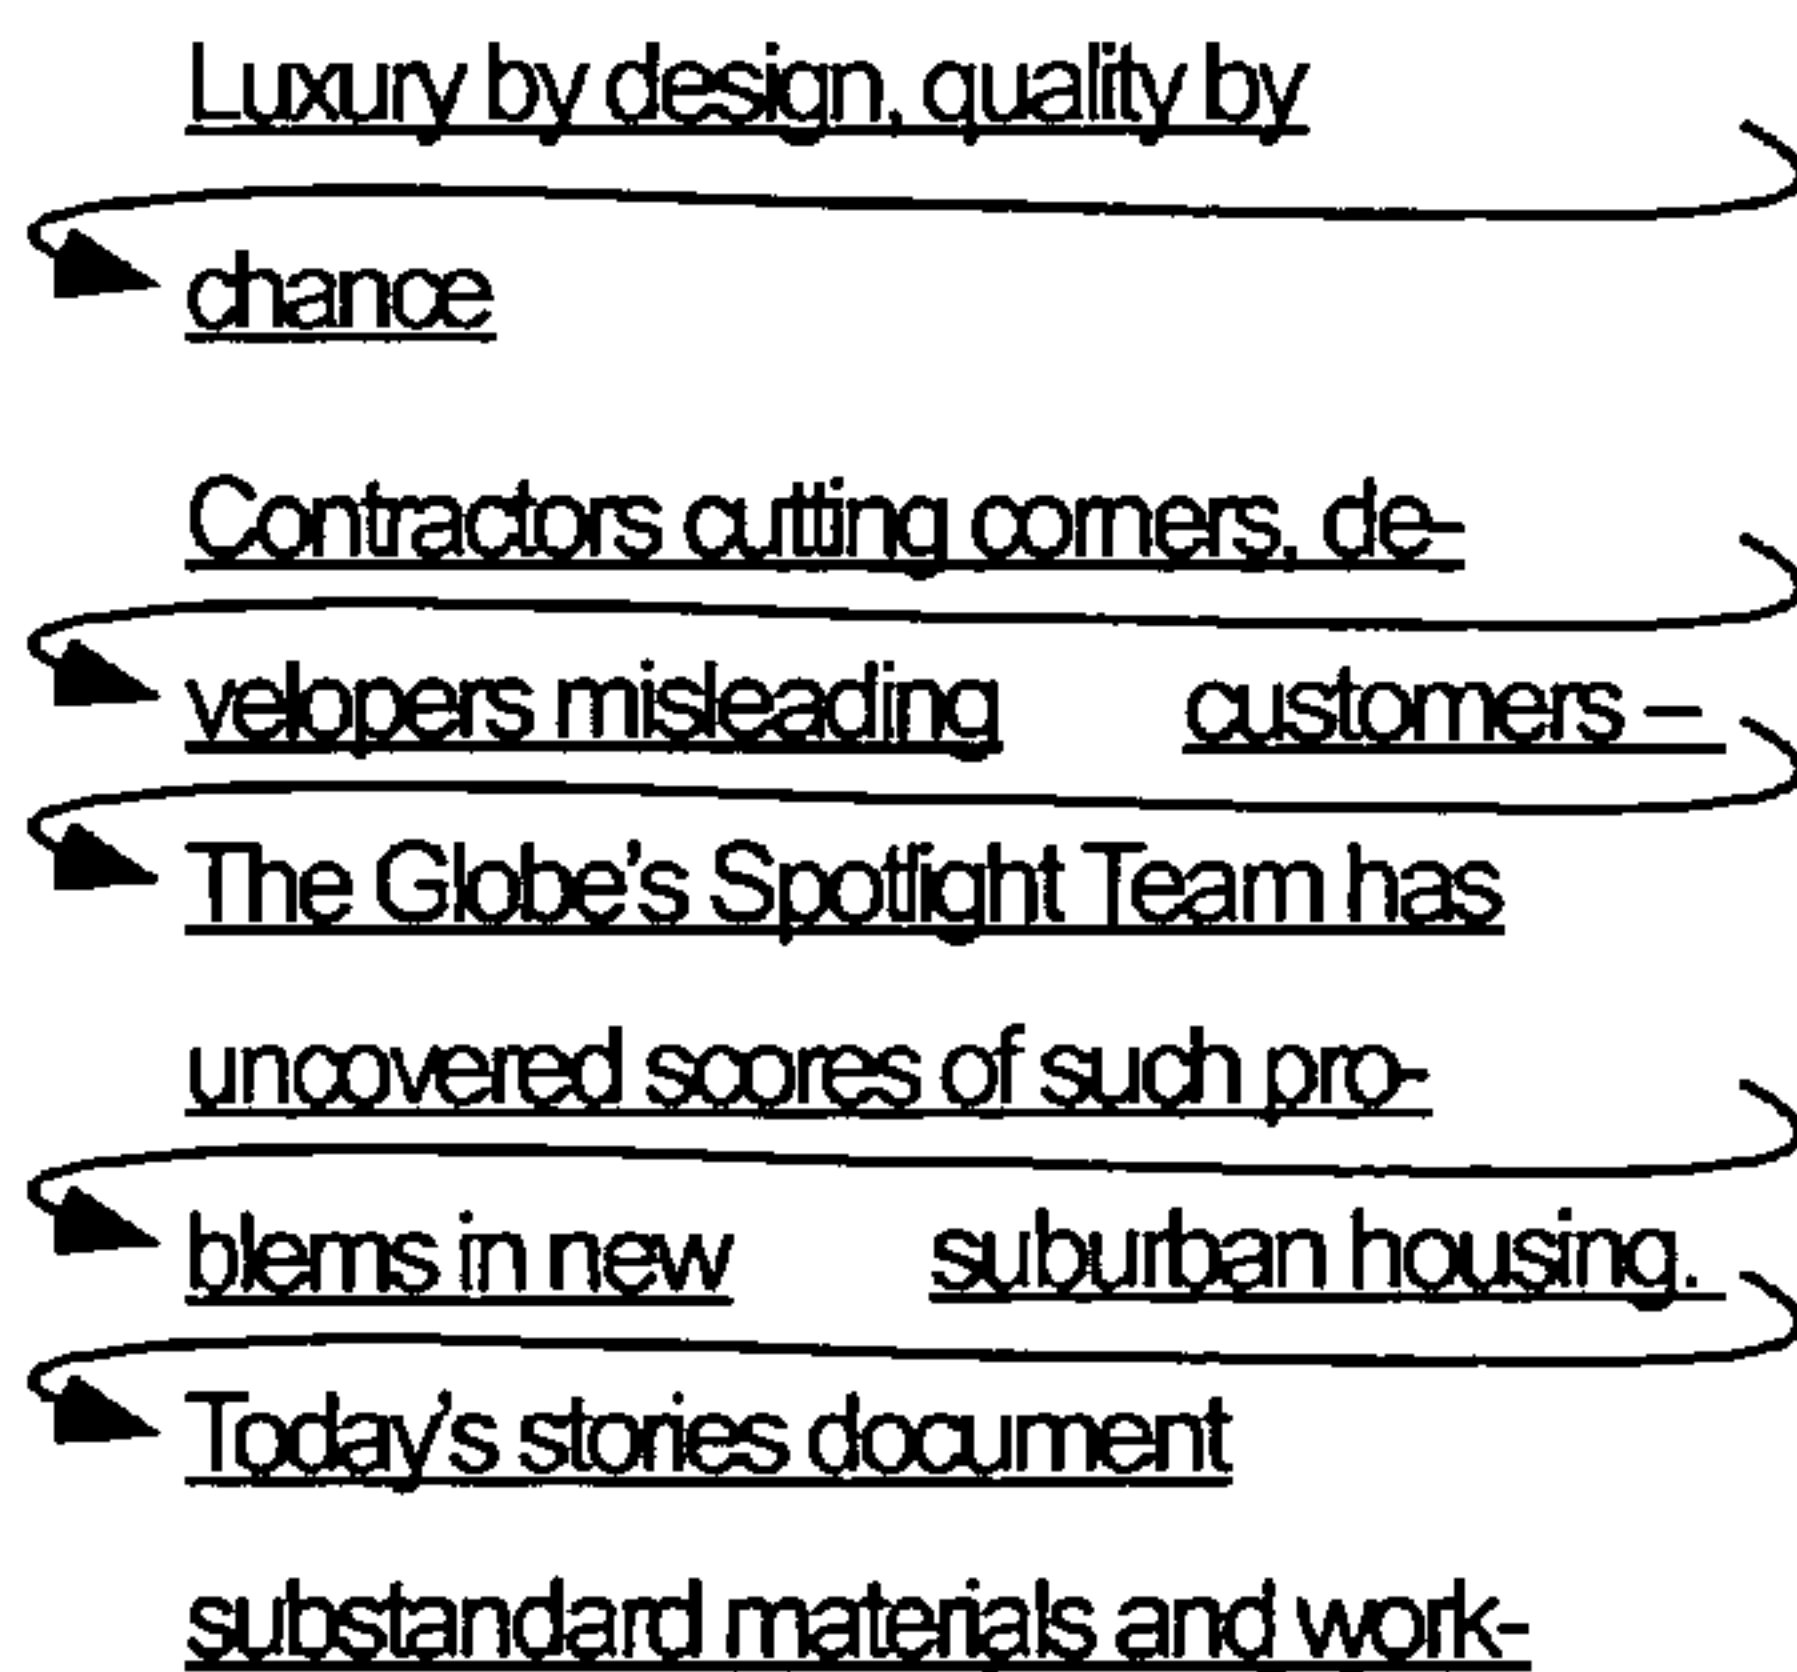 Luxury by design, quality by
chance
Contractors cutting corners, de-
velopers misleading customers –
The Globe's Spotlight Team has
uncovered scores of such pro-
blems in new suburban housing.
Today's stories document
substandard materials and work-